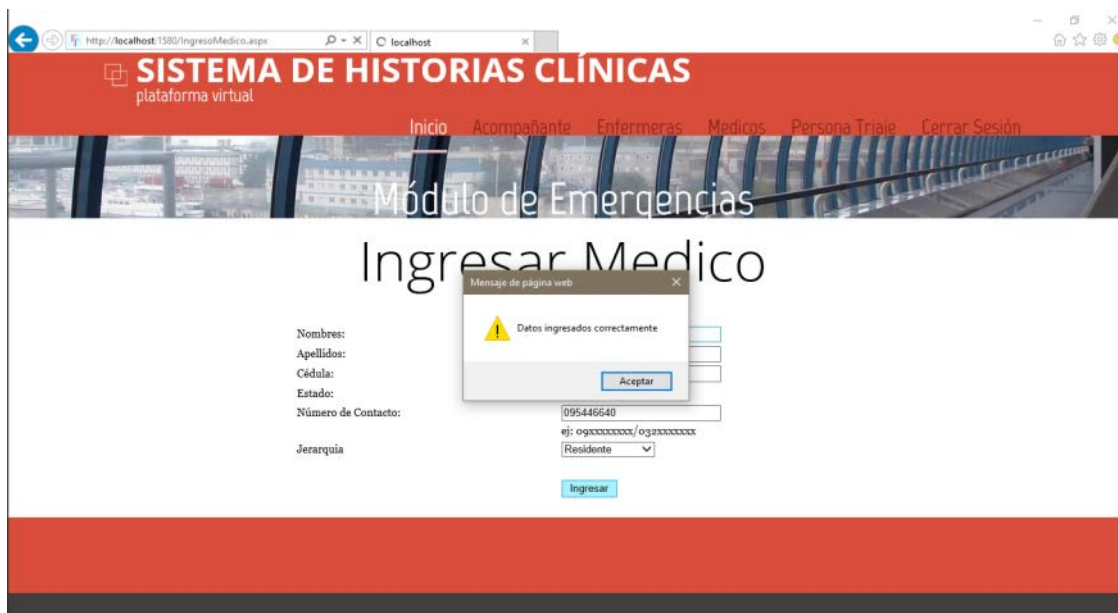 http://localhost:1580/IngresoMedico.aspx
localhost
SISTEMA DE HISTORIAS CLÍNICAS
plataforma virtual
Inicio Acompañante Enfermeras Medicos Persona Triaje Cerrar Sesión
Módulo de Emergencias
Ingresar Medico
Mensaje de página web
Datos ingresados correctamente
Aceptar
Nombres:
Apellidos:
Cédula:
Estado:
Número de Contacto: 095446640
ej: 09xxxxxxxx/032xxxxxxx
Jerarquia Residente
Ingresar